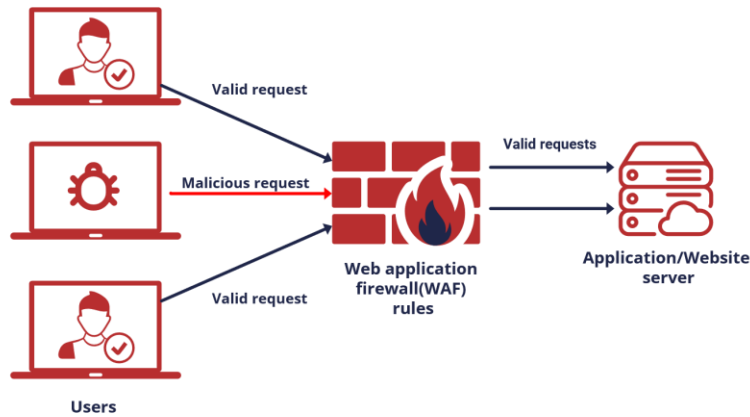 Valid request
Valid requests
Malicious request
Application/Website
server
Web application
firewall(WAF)
rules
Valid request
Users